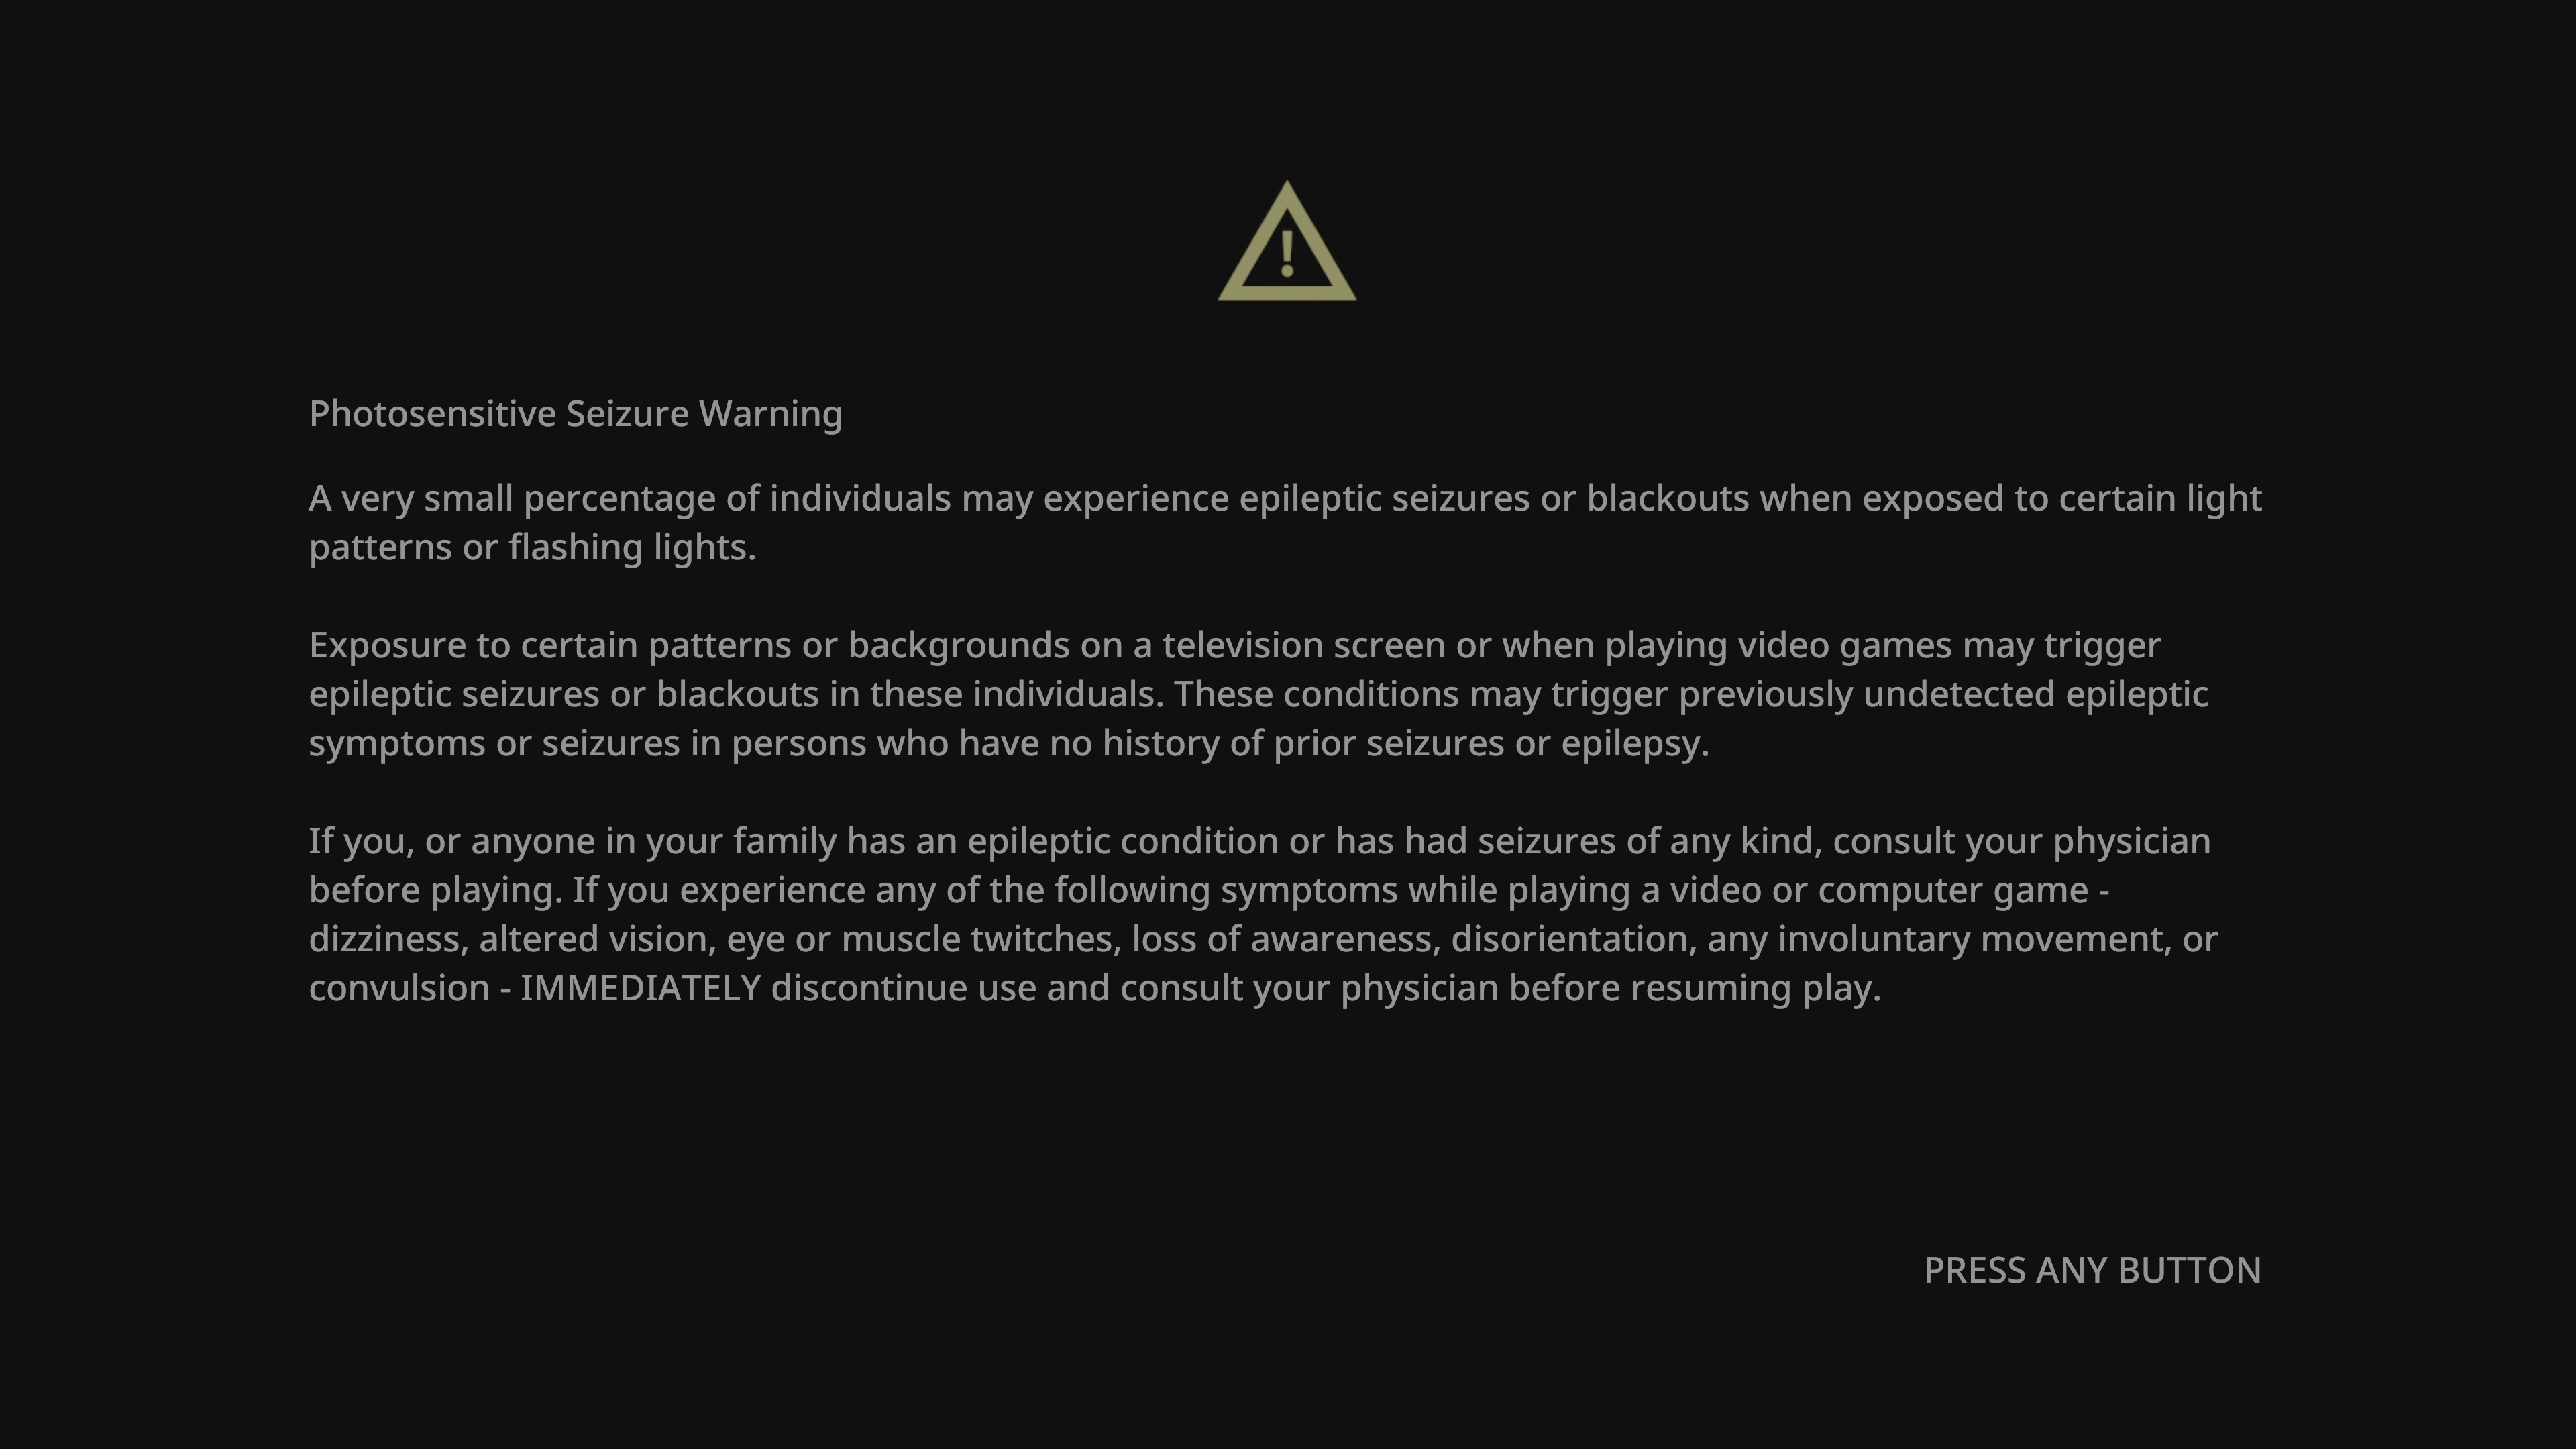 Photosensitive Seizure Warning
A very small percentage of individuals may experience epileptic seizures or blackouts when exposed to certain light
patterns or flashing lights.
Exposure to certain patterns or backgrounds on a television screen or when playing video games may trigger
epileptic seizures or blackouts in these individuals. These conditions may trigger previously undetected epileptic
symptoms or seizures in persons who have no history of prior seizures or epilepsy.
If you, or anyone in your family has an epileptic condition or has had seizures of any kind, consult your physician
before playing. If you experience any of the following symptoms while playing a video or computer game -
dizziness, altered vision, eye or muscle twitches, loss of awareness, disorientation, any involuntary movement, or
convulsion - IMMEDIATELY discontinue use and consult your physician before resuming play.
PRESS ANY BUTTON